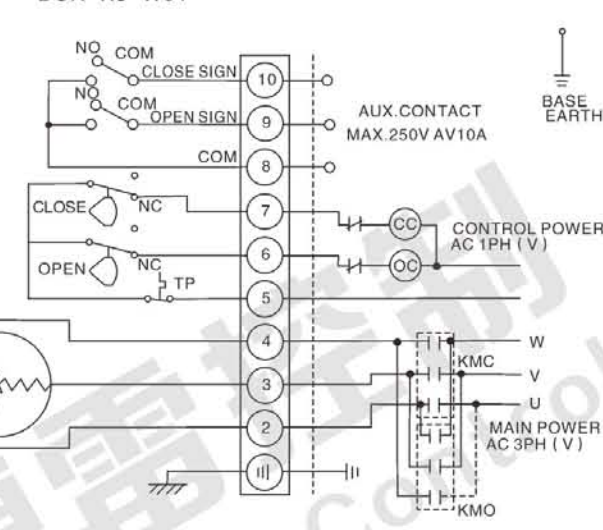 NO
COM
CLOSE SIGN
10
NO
COM
OPEN SIGN
9
AUX.CONTACT
MAX.250V AV10A
BASE
EARTH
COM
8
CLOSE
NC
7
CC
CONTROL POWER
AC 1PH ( V )
OPEN
NC
6
OC
TP
5
4
W
KMC
3
V
2
U
MAIN POWER
AC 3PH ( V )
KMO